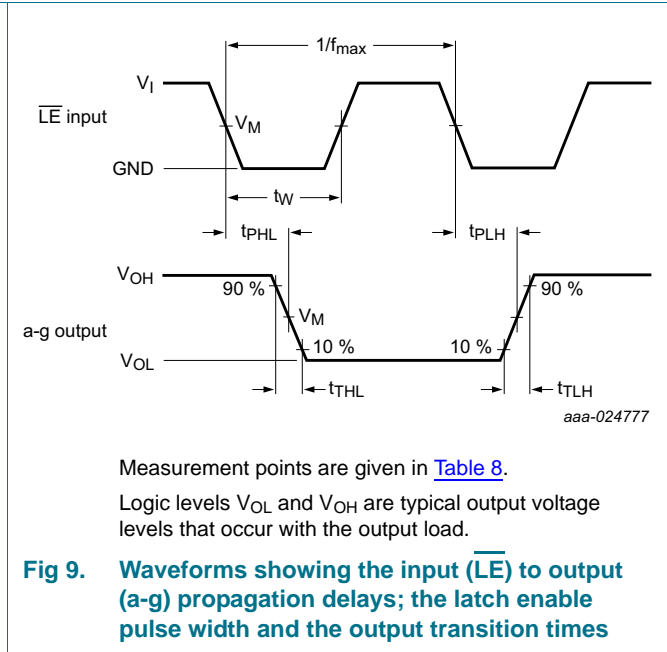 1/fmax
VI
LE input
VM
GND
tW
tPHL
tPLH
VOH
90 %
90 %
VM
a-g output
10 %
10 %
VOL
tTHL
tTLH
aaa-024777
Measurement points are given in Table 8.
Logic levels VOL and VOH are typical output voltage
levels that occur with the output load.
Fig 9. Waveforms showing the input (LE) to output
(a-g) propagation delays; the latch enable
pulse width and the output transition times